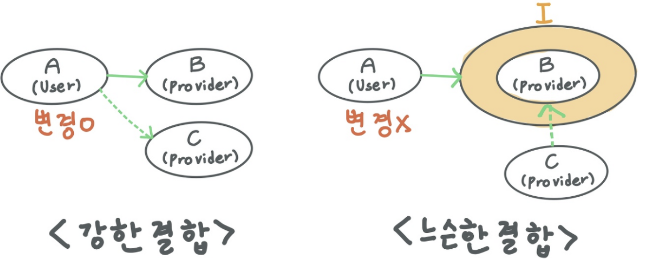 A
(User)
B
(Provider)
변경O
C
(Provider)
<강한 결합>
I
A
(User)
B
(Provider)
변경X
C
(Provider)
<느슨한 결합>